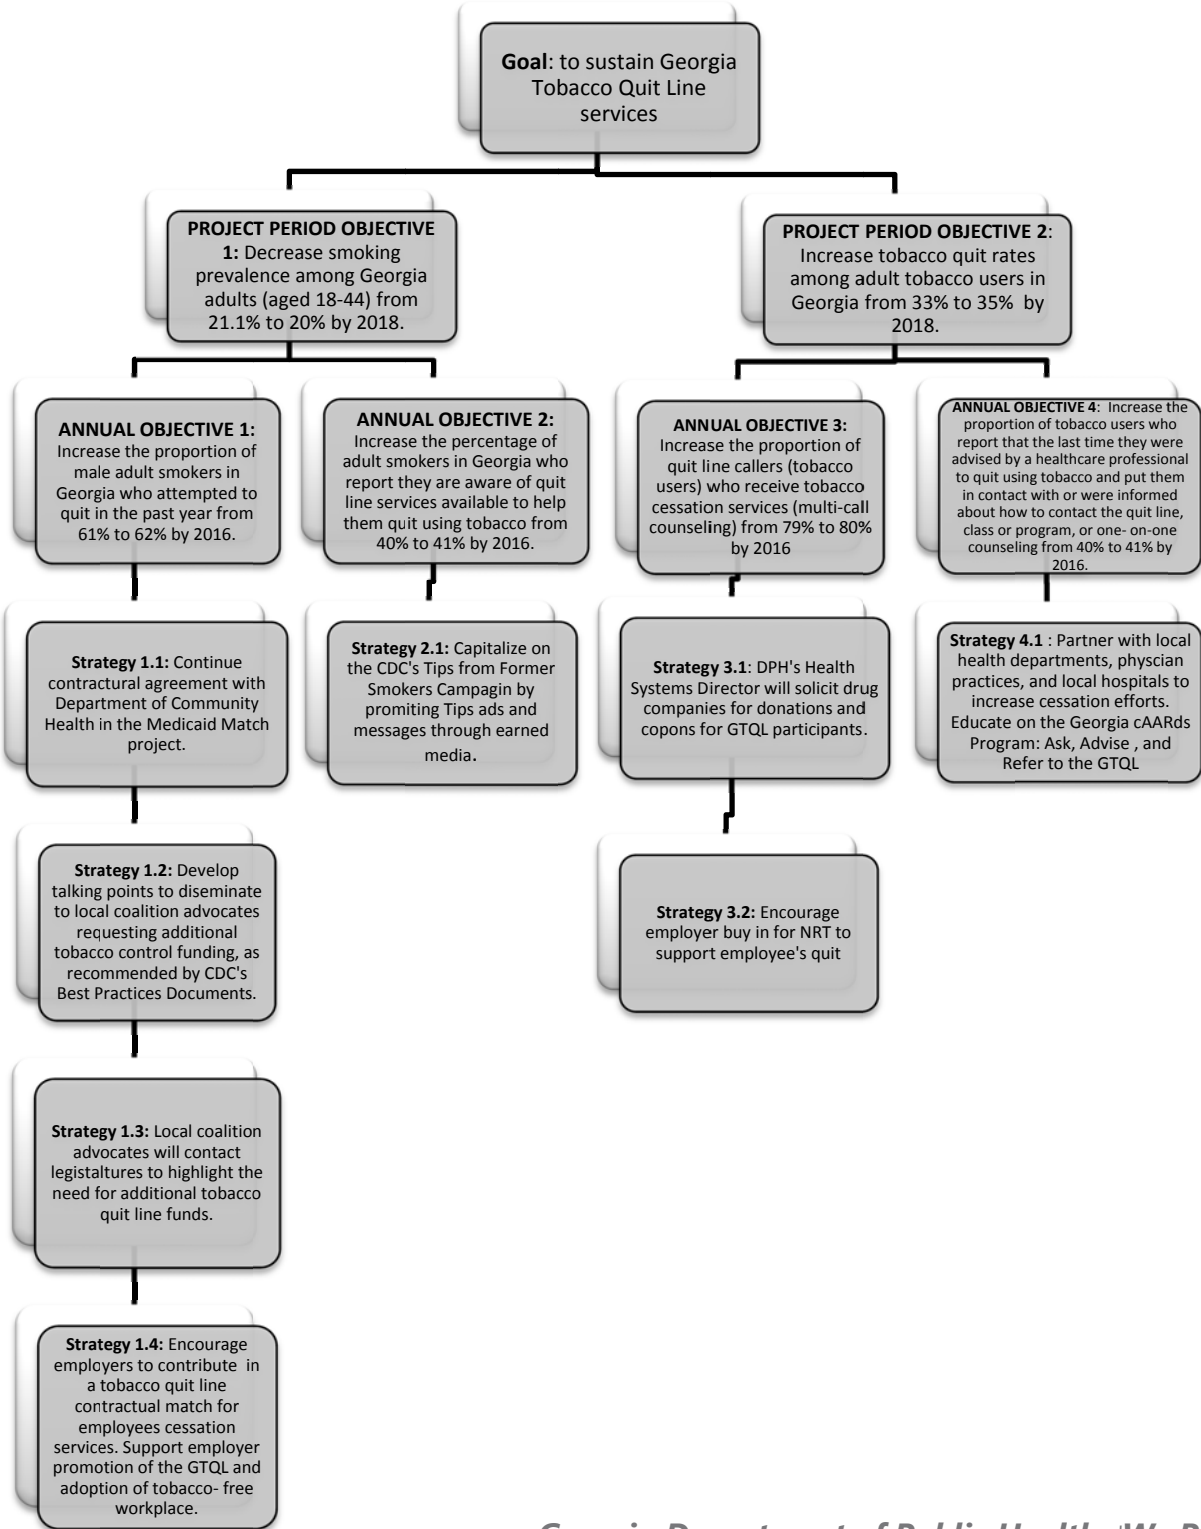 Goal: to sustain Georgia
Tobacco Quit Line
services
PROJECT PERIOD OBJECTIVE
1: Decrease smoking
prevalence among Georgia
adults (aged 18-44) from
21.1% to 20% by 2018.
PROJECT PERIOD OBJECTIVE 2:
Increase tobacco quit rates
among adult tobacco users in
Georgia from 33% to 35% by
2018.
ANNUAL OBJECTIVE 1:
Increase the proportion of
male adult smokers in
Georgia who attempted to
quit in the past year from
61% to 62% by 2016.
ANNUAL OBJECTIVE 2:
Increase the percentage of
adult smokers in Georgia who
report they are aware of quit
line services available to help
them quit using tobacco from
40% to 41% by 2016.
ANNUAL OBJECTIVE 3:
Increase the proportion of
quit line callers (tobacco
users) who receive tobacco
cessation services (multi-call
counseling) from 79% to 80%
by 2016
ANNUAL OBJECTIVE 4: Increase the
proportion of tobacco users who
report that the last time they were
advised by a healthcare professional
to quit using tobacco and put them
in contact with or were informed
about how to contact the quit line,
class or program, or one- on-one
counseling from 40% to 41% by
2016.
Strategy 1.1: Continue
contractural agreement with
Department of Community
Health in the Medicaid Match
project.
Strategy 2.1: Capitalize on
the CDC's Tips from Former
Smokers Campagin by
promiting Tips ads and
messages through earned
media.
Strategy 3.1: DPH's Health
Systems Director will solicit drug
companies for donations and
copons for GTQL participants.
Strategy 4.1 : Partner with local
health departments, physcian
practices, and local hospitals to
increase cessation efforts.
Educate on the Georgia cAARds
Program: Ask, Advise , and
Refer to the GTQL
Strategy 1.2: Develop
talking points to diseminate
to local coalition advocates
requesting additional
tobacco control funding, as
recommended by CDC's
Best Practices Documents.
Strategy 3.2: Encourage
employer buy in for NRT to
support employee's quit
Strategy 1.3: Local coalition
advocates will contact
legistaltures to highlight the
need for additional tobacco
quit line funds.
Strategy 1.4: Encourage
employers to contribute in
a tobacco quit line
contractual match for
employees cessation
services. Support employer
promotion of the GTQL and
adoption of tobacco- free
workplace.